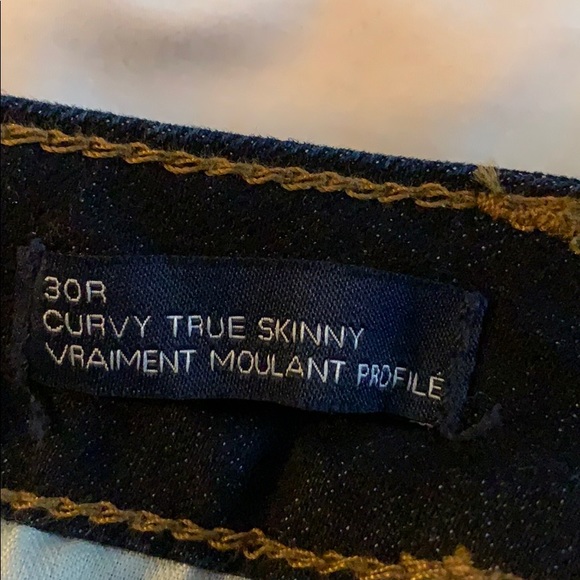 30R
CURVY TRUE SKINNY
VRAIMENT MOULANT PROFILÉ